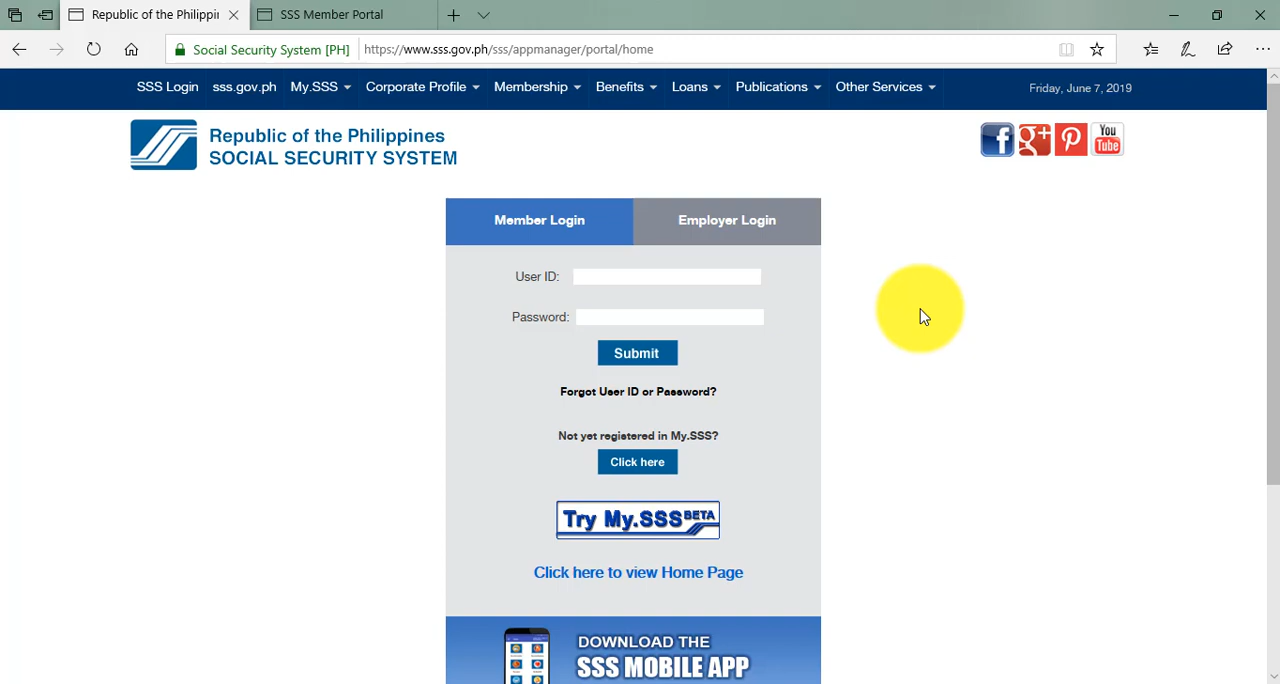 Republic of the Philippin
SSS Member Portal
Social Security System [PH]
https://www.sss.gov.ph/sss/appmanager/portal/home
SSS Login
sss.gov.ph
My.SSS
Corporate Profile
Membership
Benefits
Loans
Publications
Other Services
Friday, June 7, 2019
Republic of the Philippines
SOCIAL SECURITY SYSTEM
f
g+
You
Tube
Member Login
Employer Login
User ID:
Password:
Submit
Forgot User ID or Password?
Not yet registered in My.SSS?
Click here
Try My.SSS BETA
Click here to view Home Page
DOWNLOAD THE
SSS MOBILE APP